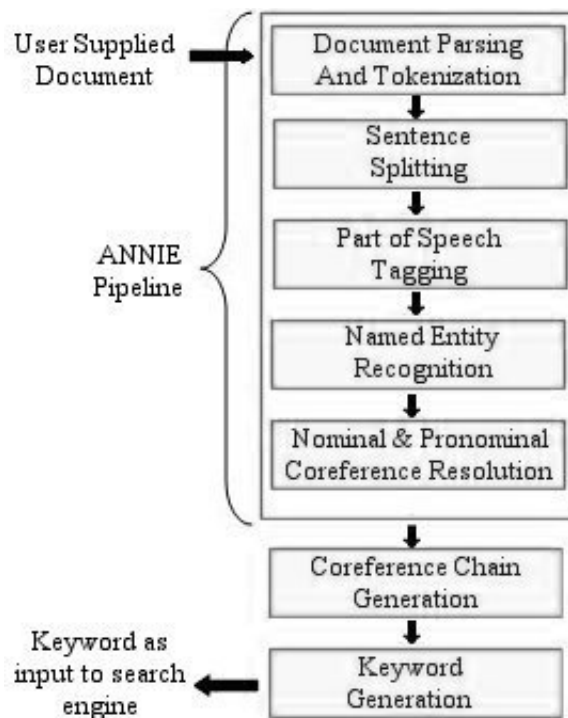 User Supplied
Document
Document Parsing
And Tokenization
Sentence
Splitting
Part of Speech
Tagging
ANNIE
Pipeline
Named Entity
Recognition
Nominal & Pronominal
Coreference Resolution
Coreference Chain
Generation
Keyword
Generation
Keyword as
input to search
engine